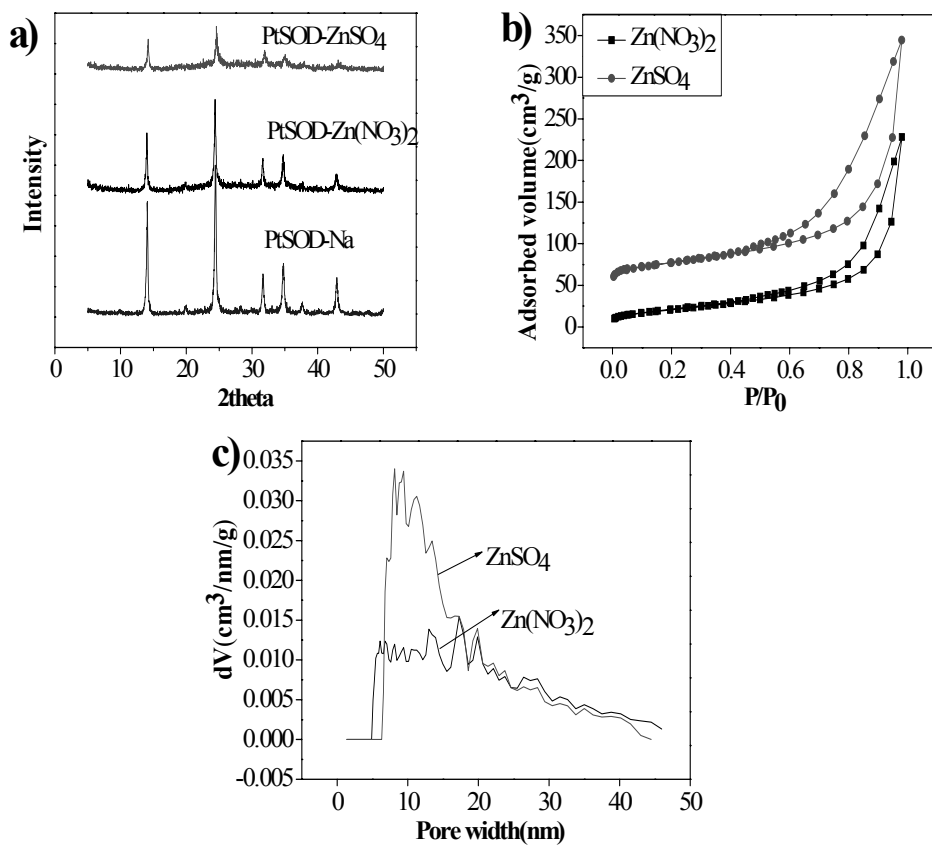 a)
PtSOD-ZnSO4
PtSOD-Zn(NO3)2
PtSOD-Na
Intensity
0 10 20 30 40 50
2theta
b)
Zn(NO3)2
ZnSO4
350
300
250
200
150
100
50
0
Adsorbed volume(cm3/g)
0.0 0.2 0.4 0.6 0.8 1.0
P/P0
c)
0.035
0.030
0.025
0.020
0.015
0.010
0.005
0.000
-0.005
dV(cm3/nm/g)
ZnSO4
Zn(NO3)2
0 10 20 30 40 50
Pore width(nm)